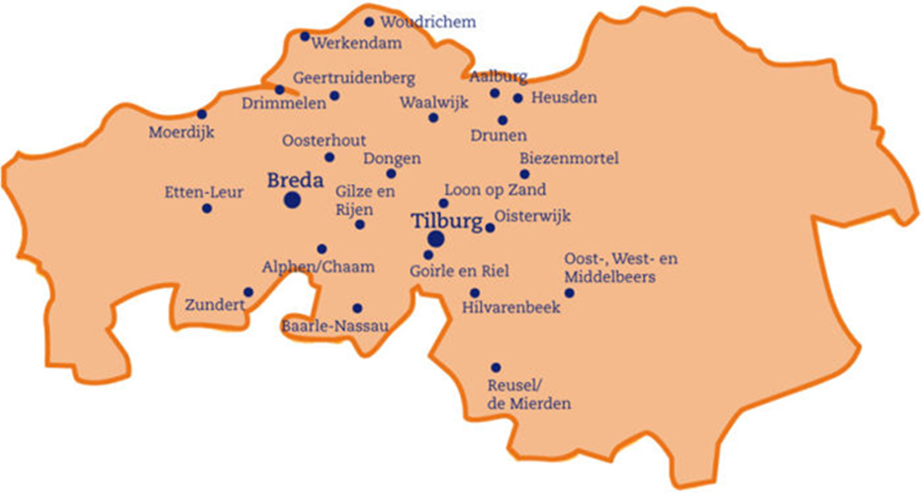 Woudrichem
Werkendam
Geertruidenberg
Aalburg
Drimmelen
Waalwijk
Heusden
Moerdijk
Drunen
Oosterhout
Dongen
Biezenmortel
Breda
Etten-Leur
Gilze en
Rijen
Loon op Zand
Tilburg
Oisterwijk
Alphen/Chaam
Goirle en Riel
Oost-, West- en
Middelbeers
Zundert
Hilvarenbeek
Baarle-Nassau
Reusel/
de Mierden